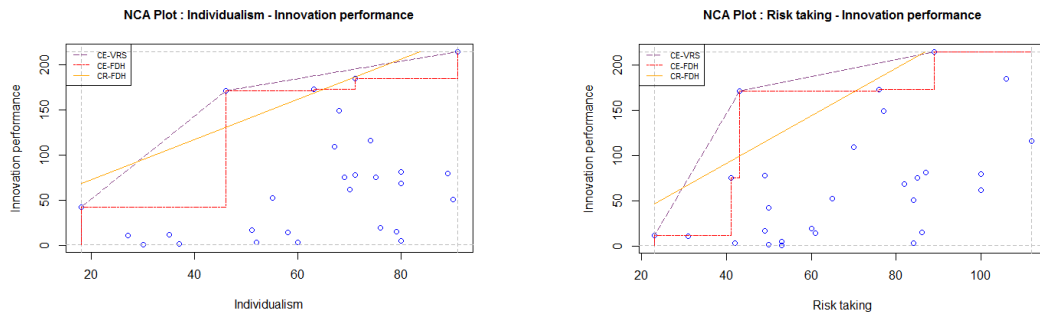 NCA Plot : Individualism - Innovation performance
CE-VRS
CE-FDH
CR-FDH
200
150
100
50
0
Innovation performance
20
40
60
80
Individualism
NCA Plot : Risk taking - Innovation performance
CE-VRS
CE-FDH
CR-FDH
200
150
100
50
0
Innovation performance
20
40
60
80
100
Risk taking